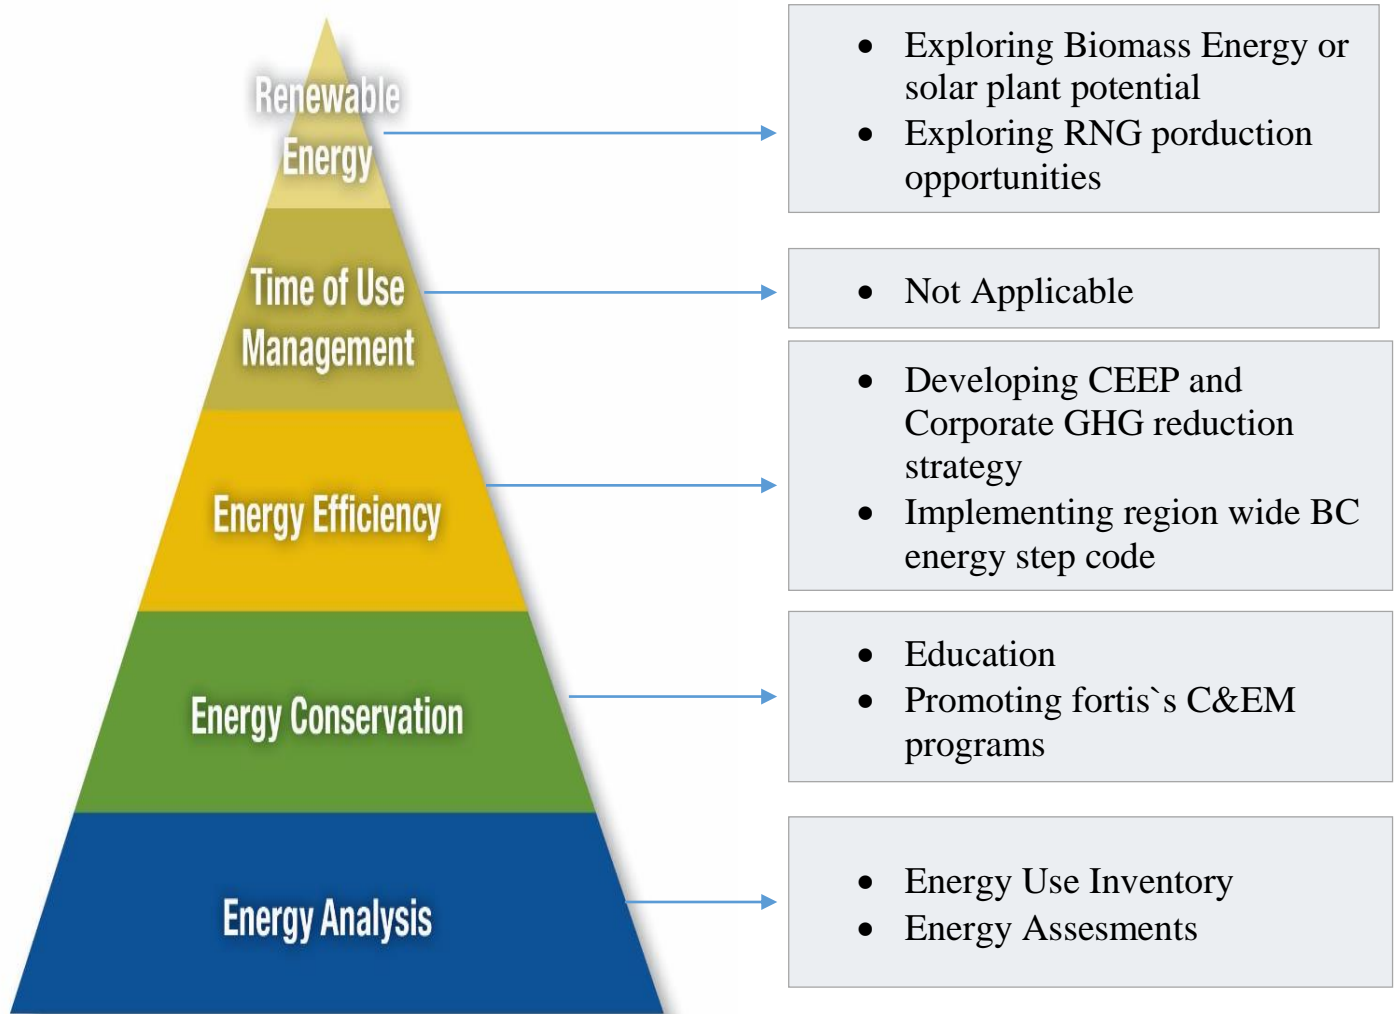 Renewable
Energy
• Exploring Biomass Energy or
solar plant potential
• Exploring RNG porduction
opportunities
Time of Use
Management
• Not Applicable
Energy Efficiency
• Developing CEEP and
Corporate GHG reduction
strategy
• Implementing region wide BC
energy step code
Energy Conservation
• Education
• Promoting fortis`s C&EM
programs
Energy Analysis
• Energy Use Inventory
• Energy Assesments